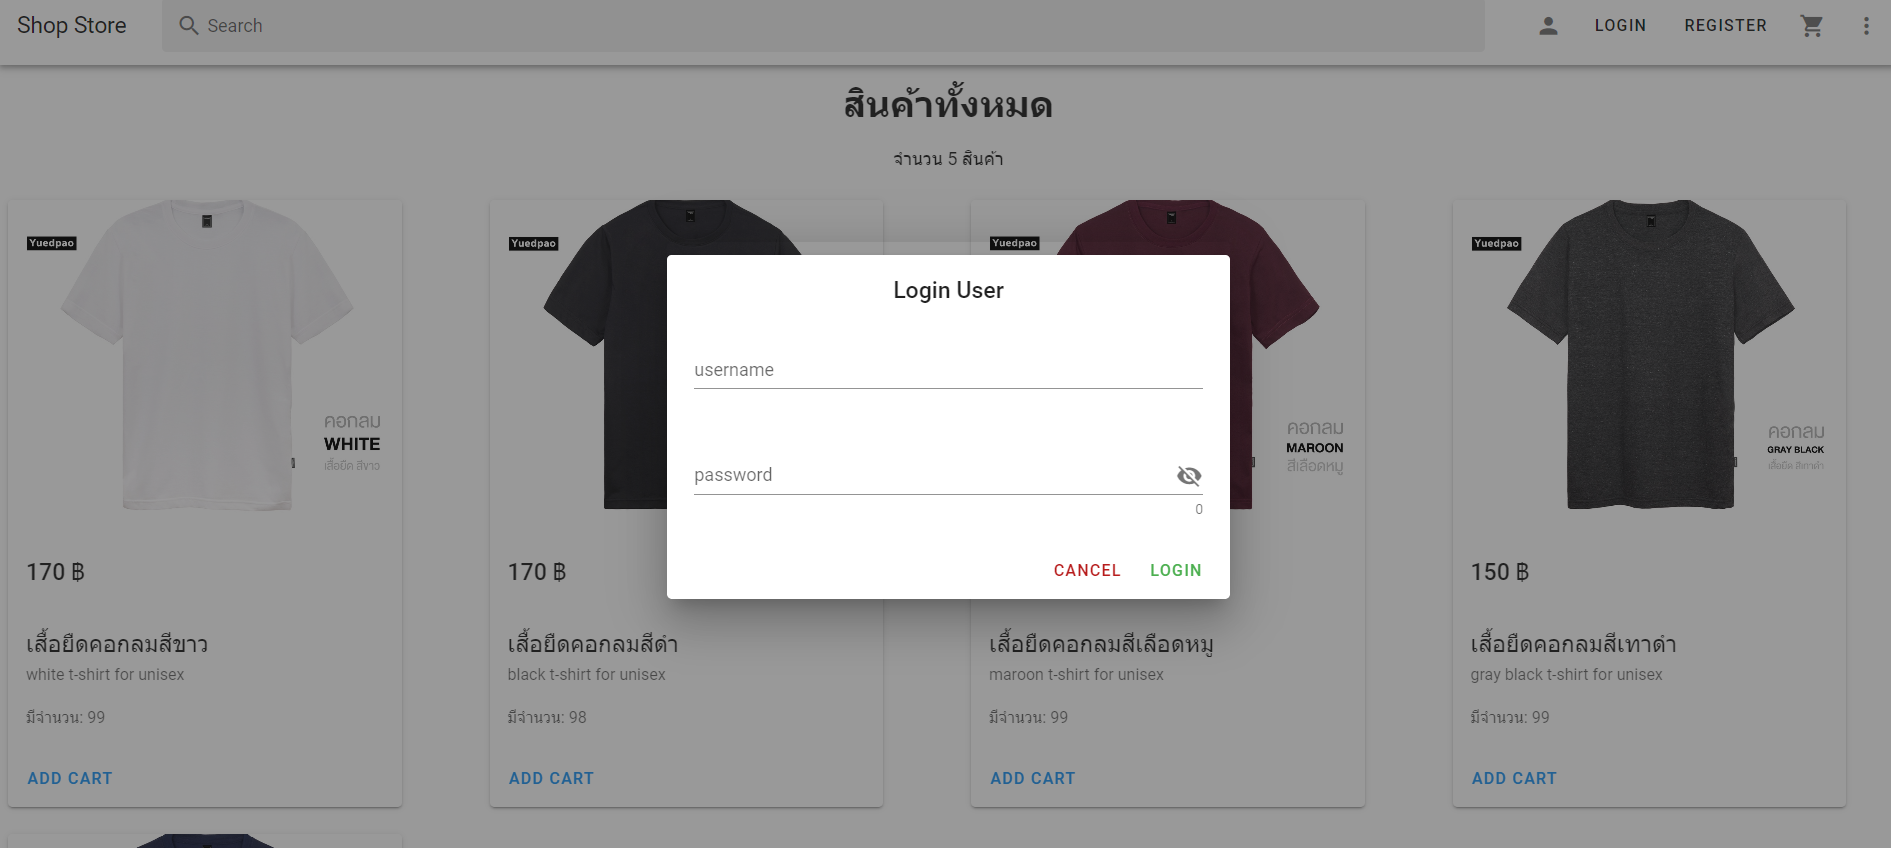 Shop Store
Search
LOGIN
REGISTER
สินค้าทั้งหมด
จำนวน 5 สินค้า
Yuedpao
คอกลม
WHITE
เสื้อยืด สีขาว
170 ฿
เสื้อยืดคอกลมสีขาว
white t-shirt for unisex
มีจำนวน: 99
ADD CART
Yuedpao
170 ฿
เสื้อยืดคอกลมสีดำ
black t-shirt for unisex
มีจำนวน: 98
ADD CART
Yuedpao
คอกลม
MAROON
สีเลือดหมู
เสื้อยืดคอกลมสีเลือดหมู
maroon t-shirt for unisex
มีจำนวน: 99
ADD CART
Yuedpao
คอกลม
GRAY BLACK
เสื้อยืด สีเทาดำ
150 ฿
เสื้อยืดคอกลมสีเทาดำ
gray black t-shirt for unisex
มีจำนวน: 99
ADD CART
Login User
username
password
0
CANCEL
LOGIN